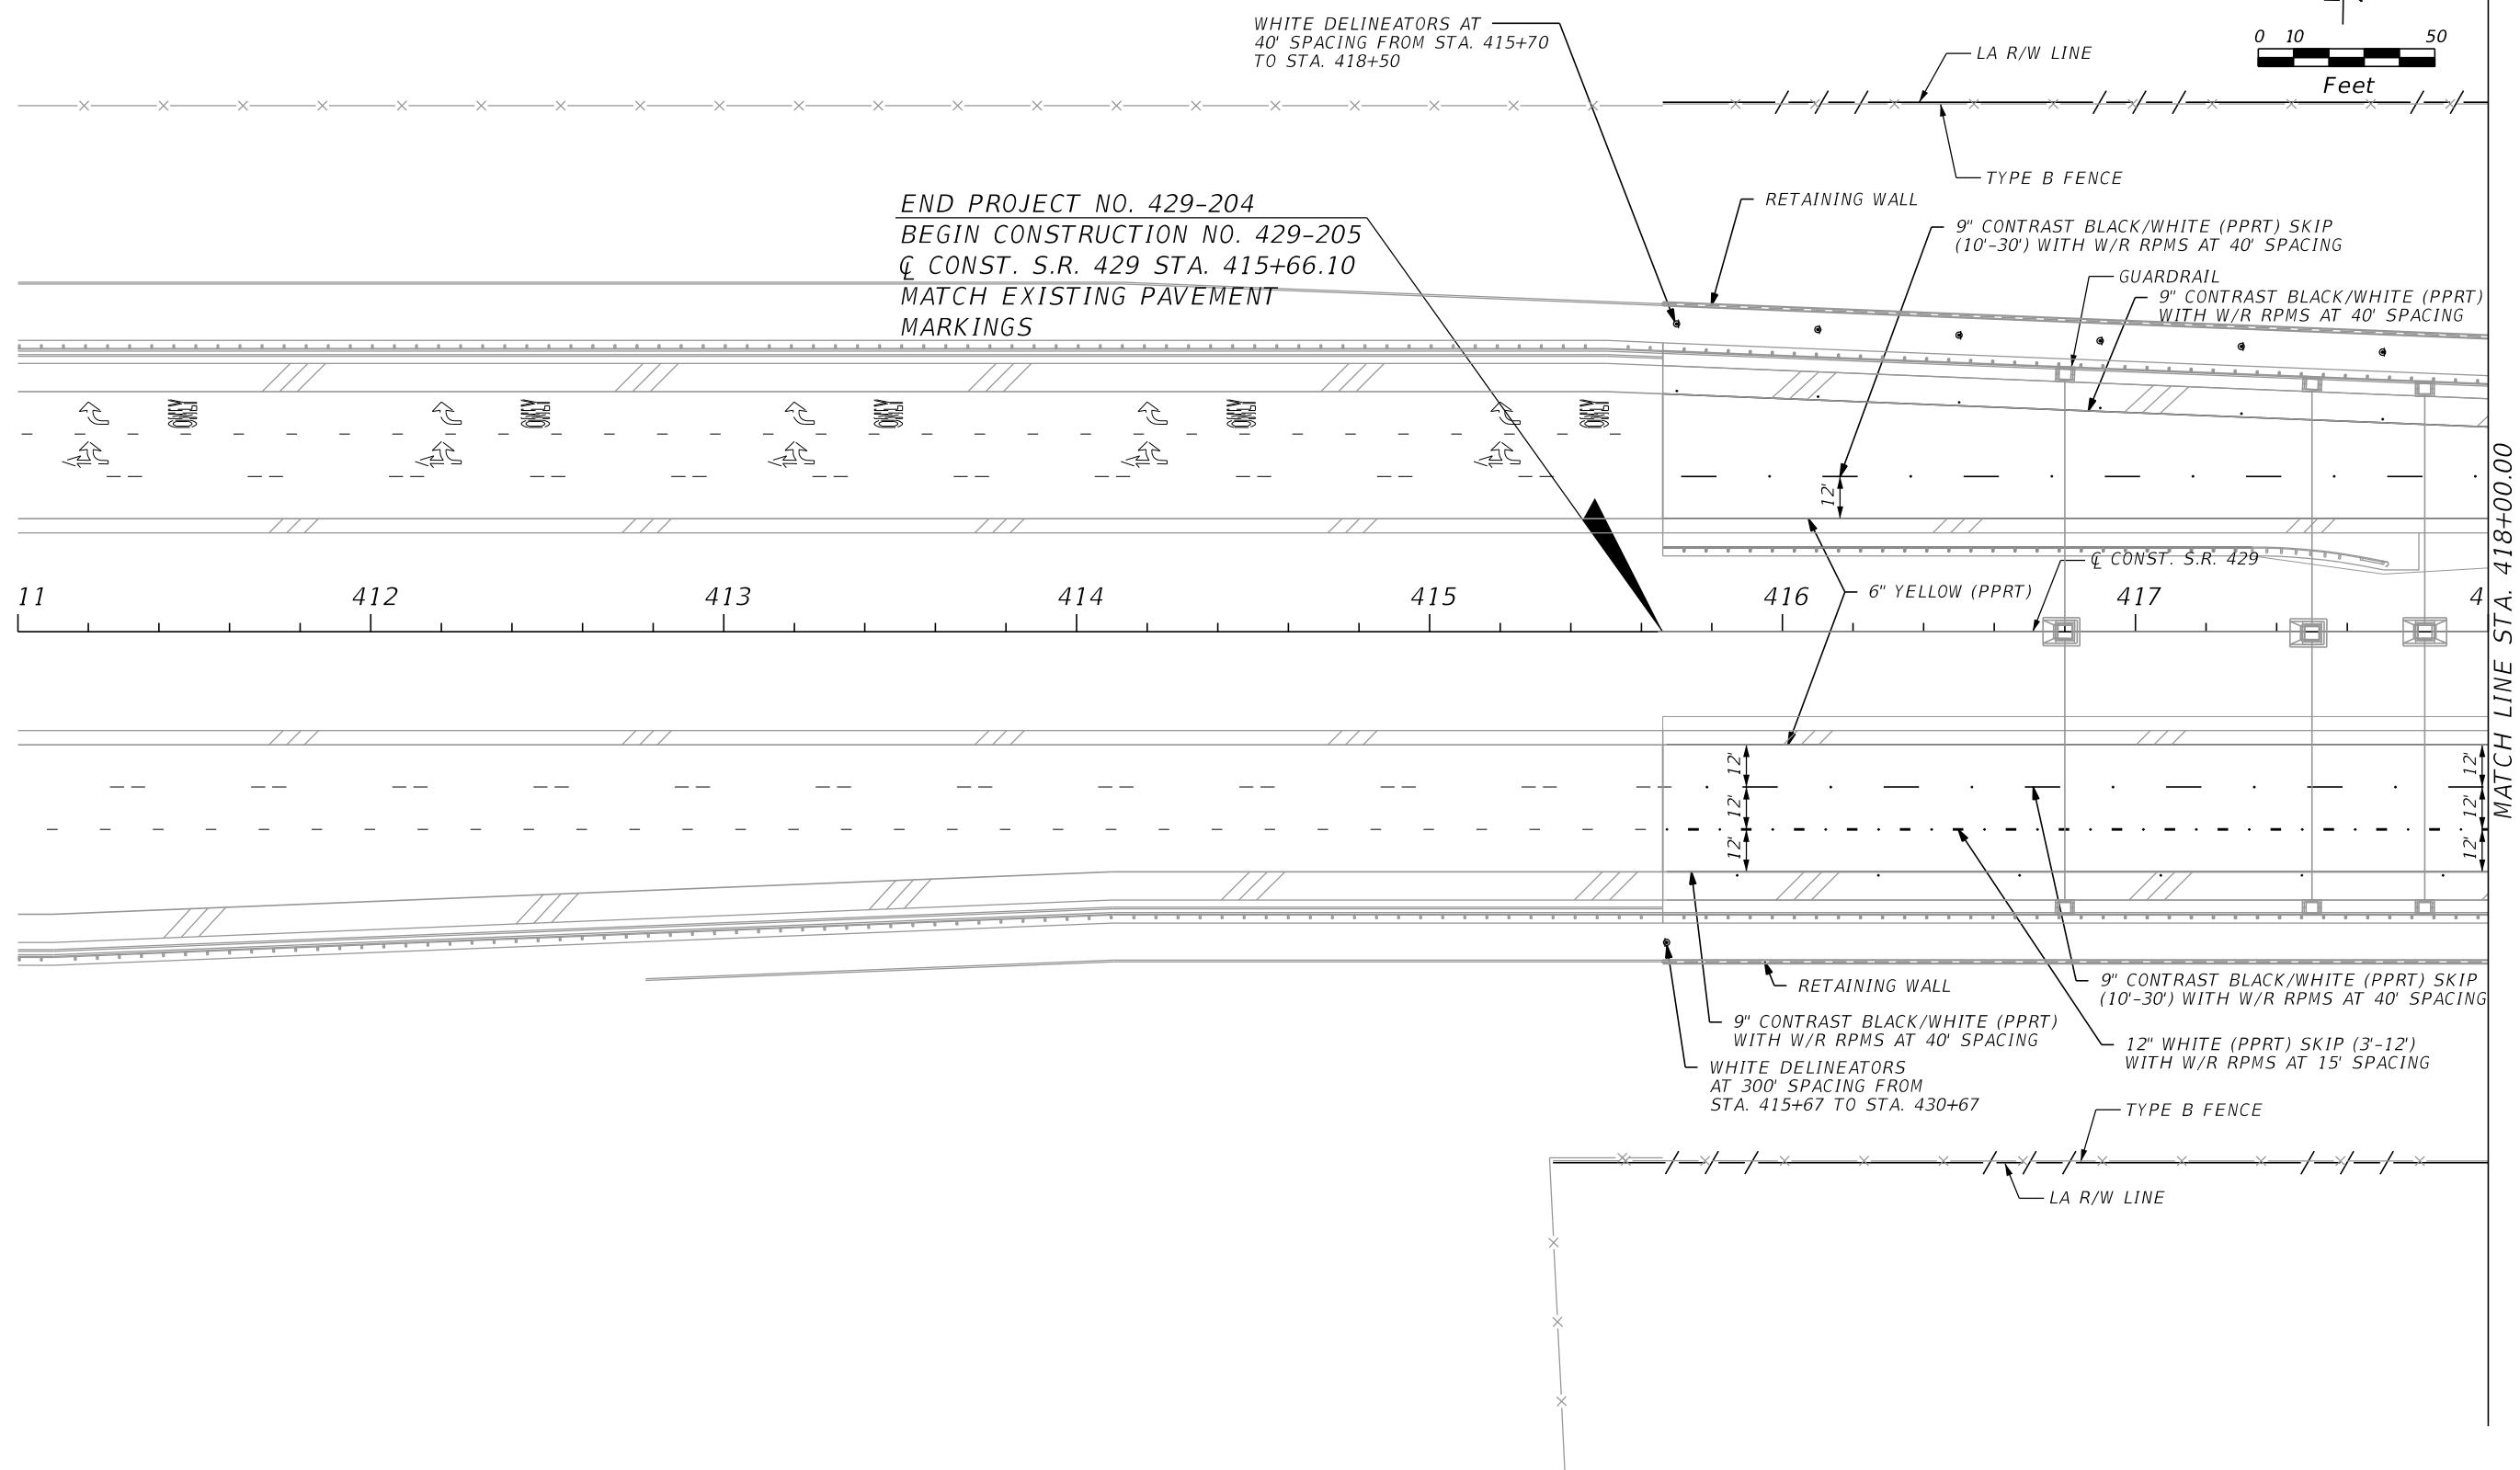 WHITE DELINEATORS AT
40' SPACING FROM STA. 415+70
TO STA. 418+50
LA R/W LINE
0 10 50
Feet
TYPE B FENCE
RETAINING WALL
END PROJECT NO. 429-204
BEGIN CONSTRUCTION NO. 429-205
℄ CONST. S.R. 429 STA. 415+66.10
MATCH EXISTING PAVEMENT
MARKINGS
9" CONTRAST BLACK/WHITE (PPRT) SKIP
(10'-30') WITH W/R RPMS AT 40' SPACING
GUARDRAIL
9" CONTRAST BLACK/WHITE (PPRT)
WITH W/R RPMS AT 40' SPACING
12'
℄ CONST. S.R. 429
6" YELLOW (PPRT)
11 412 413 414 415 416 417 4
MATCH LINE STA. 418+00.00
12'
12'
12'
12'
12'
12'
RETAINING WALL
9" CONTRAST BLACK/WHITE (PPRT) SKIP
(10'-30') WITH W/R RPMS AT 40' SPACING
9" CONTRAST BLACK/WHITE (PPRT)
WITH W/R RPMS AT 40' SPACING
12" WHITE (PPRT) SKIP (3'-12')
WITH W/R RPMS AT 15' SPACING
WHITE DELINEATORS
AT 300' SPACING FROM
STA. 415+67 TO STA. 430+67
TYPE B FENCE
LA R/W LINE